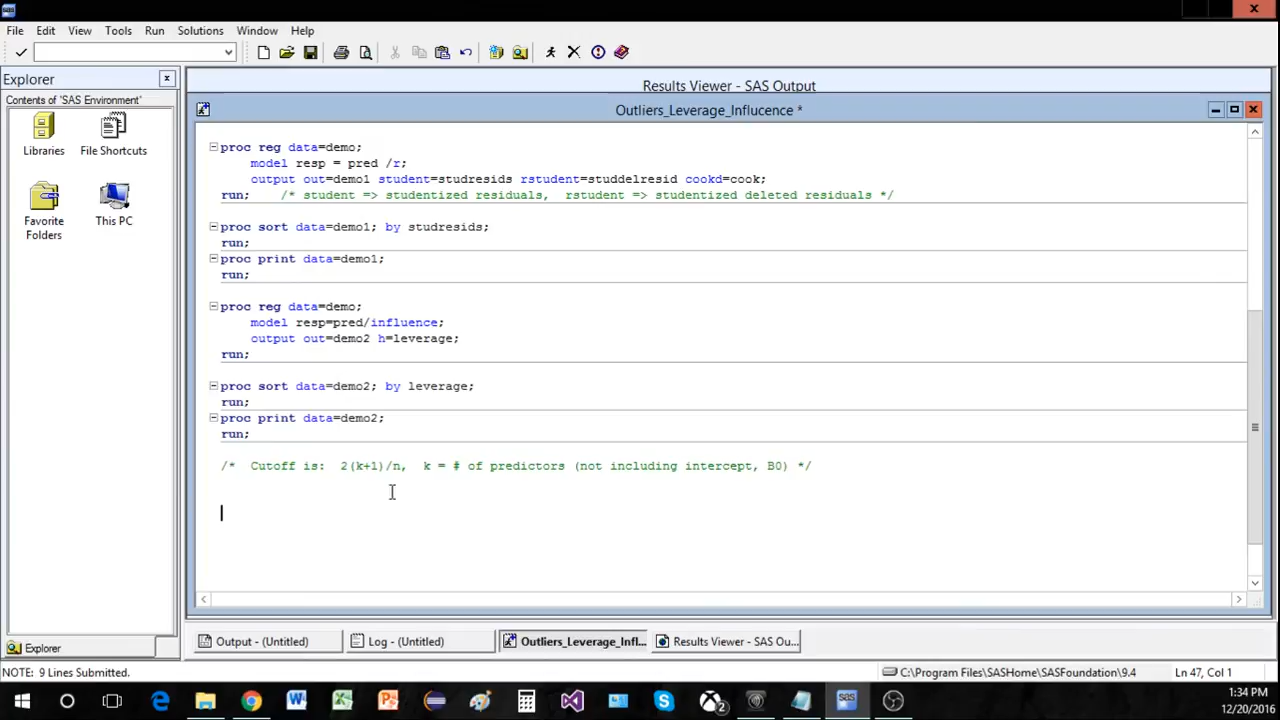 File Edit View Tools Run Solutions Window Help
Explorer
Contents of 'SAS Environment'
Libraries
File Shortcuts
Favorite
Folders
This PC
Explorer
Results Viewer - SAS Output
Outliers_Leverage_Influcence *
proc reg data=demo;
model resp = pred /r;
output out=demo1 student=studresids rstudent=studdelresid cookd=cook;
run; /* student => studentized residuals, rstudent => studentized deleted residuals */
proc sort data=demo1; by studresids;
run;
proc print data=demo1;
run;
proc reg data=demo;
model resp=pred/influence;
output out=demo2 h=leverage;
run;
proc sort data=demo2; by leverage;
run;
proc print data=demo2;
run;
/* Cutoff is: 2(k+1)/n, k = # of predictors (not including intercept, B0) */
Output - (Untitled)
Log - (Untitled)
Outliers_Leverage_Infl...
Results Viewer - SAS Ou...
NOTE: 9 Lines Submitted.
C:\Program Files\SASHome\SASFoundation\9.4
Ln 47, Col 1
1:34 PM
12/20/2016